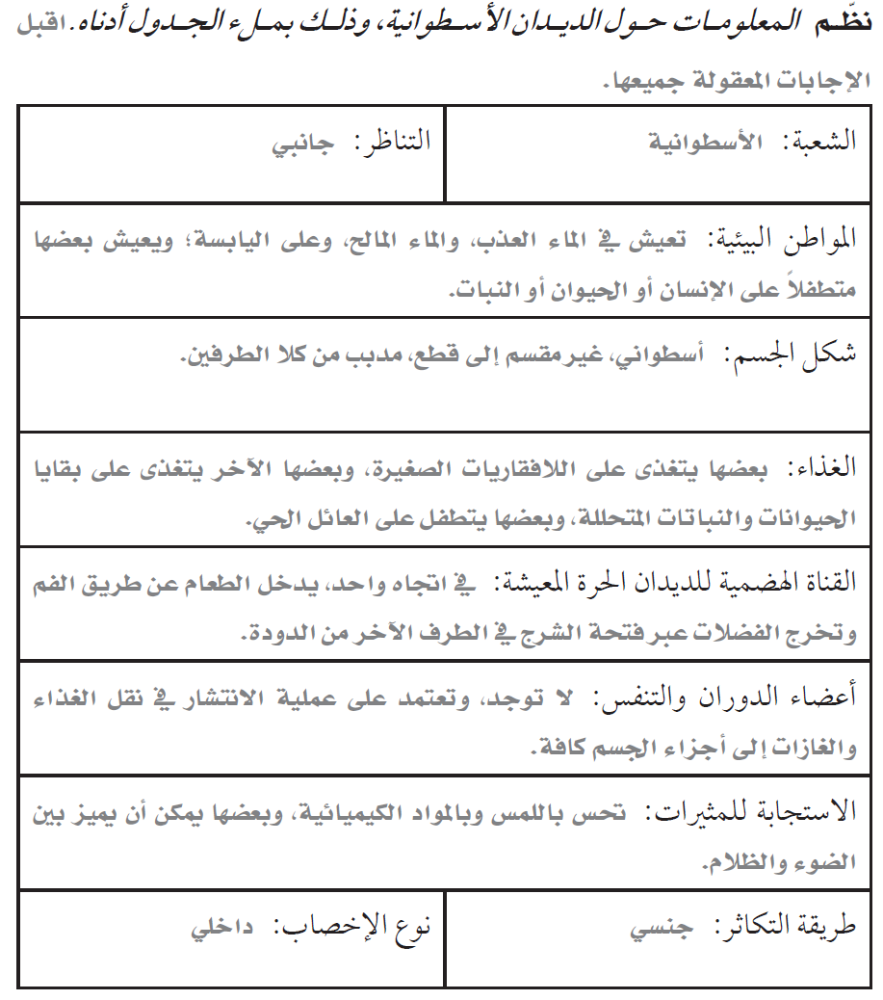 نظّم المعلومات حول الديدان الأسطوانية، وذلك بملء الجدول أدناه. اقبل
الإجابات المعقولة جميعها.
الشعبة: الأسطوانية
التناظر: جانبي
المواطن البيئية: تعيش في الماء العذب، والماء المالح، وعلى اليابسة؛ ويعيش بعضها
متطفلاً على الإنسان أو الحيوان أو النبات.
شكل الجسم: أسطواني، غير مقسم إلى قطع، مدبب من كلا الطرفين.
الغذاء: بعضها يتغذى على اللافقاريات الصغيرة، وبعضها الآخر يتغذى على بقايا
الحيوانات والنباتات المتحللة، وبعضها يتطفل على العائل الحي.
القناة الهضمية للديدان الحرة المعيشة: في اتجاه واحد، يدخل الطعام عن طريق الفم
وتخرج الفضلات عبر فتحة الشرج في الطرف الآخر من الدودة.
أعضاء الدوران والتنفس: لا توجد، وتعتمد على عملية الانتشار في نقل الغذاء
والغازات إلى أجزاء الجسم كافة.
الاستجابة للمثيرات: تحس باللمس وبالمواد الكيميائية، وبعضها يمكن أن يميز بين
الضوء والظلام.
طريقة التكاثر: جنسي
نوع الإخصاب: داخلي